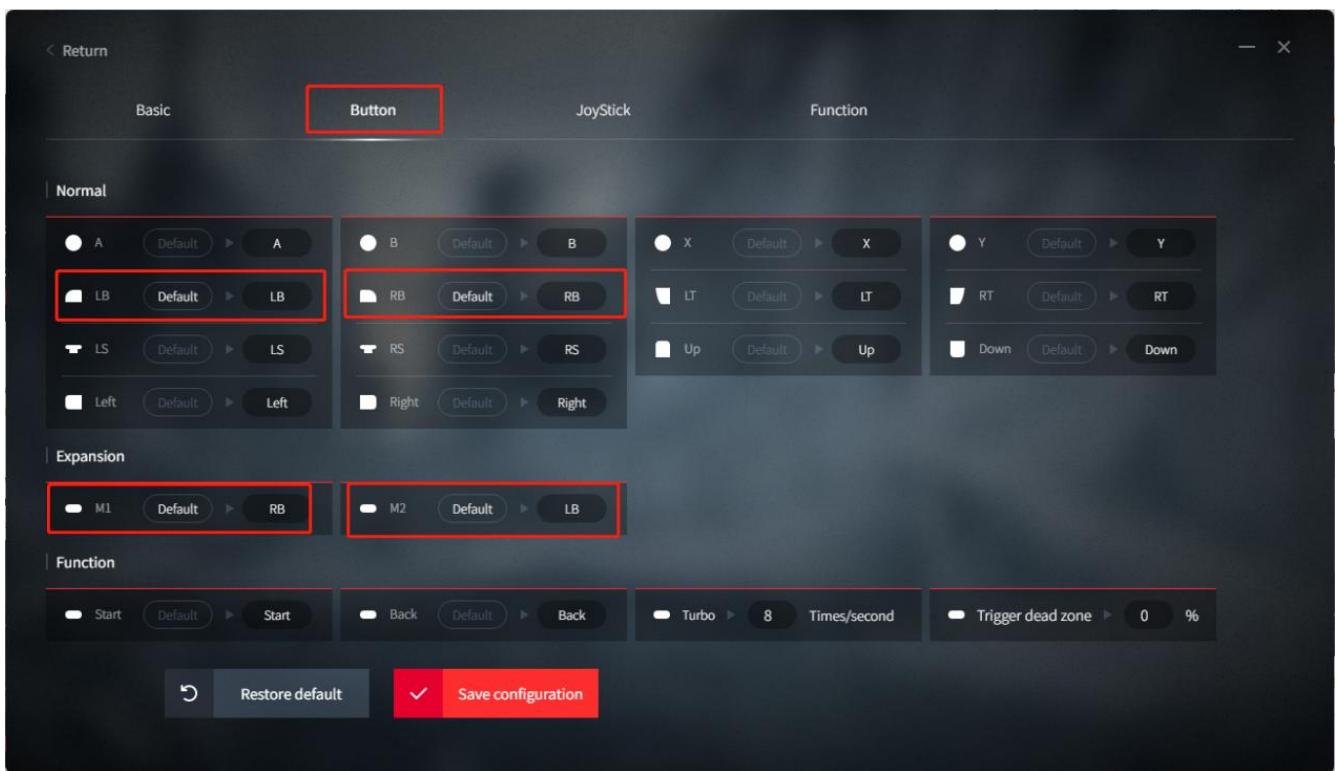 Return
Basic Button JoyStick Function
Normal
A Default A B Default B X Default X Y Default Y
LB Default LB RB Default RB LT Default LT RT Default RT
LS Default LS RS Default RS Up Default Up Down Default Down
Left Default Left Right Default Right
Expansion
M1 Default RB M2 Default LB
Function
Start Default Start Back Default Back Turbo 8 Times/second Trigger dead zone 0 %
Restore default Save configuration